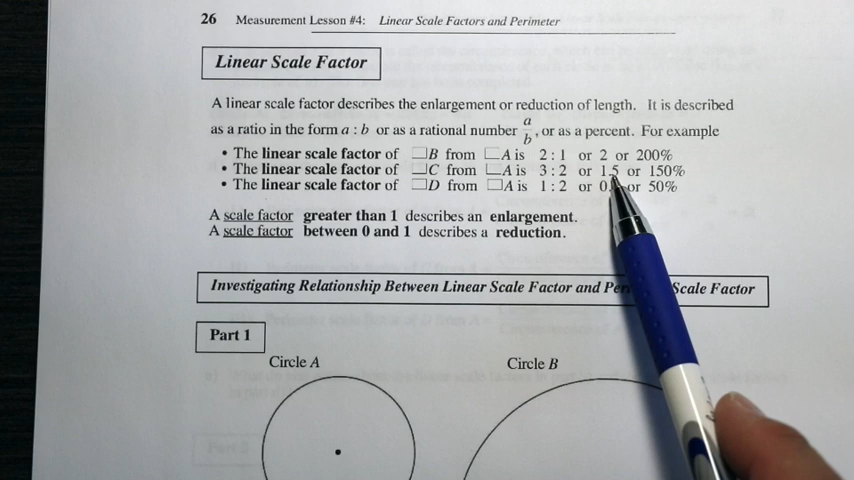 26 Measurement Lesson #4: Linear Scale Factors and Perimeter
Linear Scale Factor
A linear scale factor describes the enlargement or reduction of length. It is described
as a ratio in the form a : b or as a rational number a/b, or as a percent. For example
• The linear scale factor of □B from □A is 2 : 1 or 2 or 200%
• The linear scale factor of □C from □A is 3 : 2 or 1.5 or 150%
• The linear scale factor of □D from □A is 1 : 2 or or 50%
A scale factor greater than 1 describes an enlargement.
A scale factor between 0 and 1 describes a reduction.
Investigating Relationship Between Linear Scale Factor and Scale Factor
Part 1
Circle A Circle B